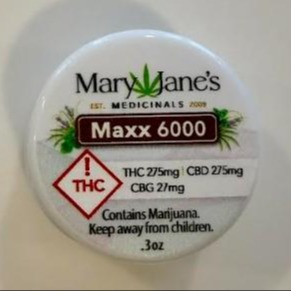 Mary Jane's
EST. MEDICINALS 2009
Maxx 6000
!
THC
THC 275mg | CBD 275mg
CBG 27mg
Contains Marijuana.
Keep away from children.
.3oz